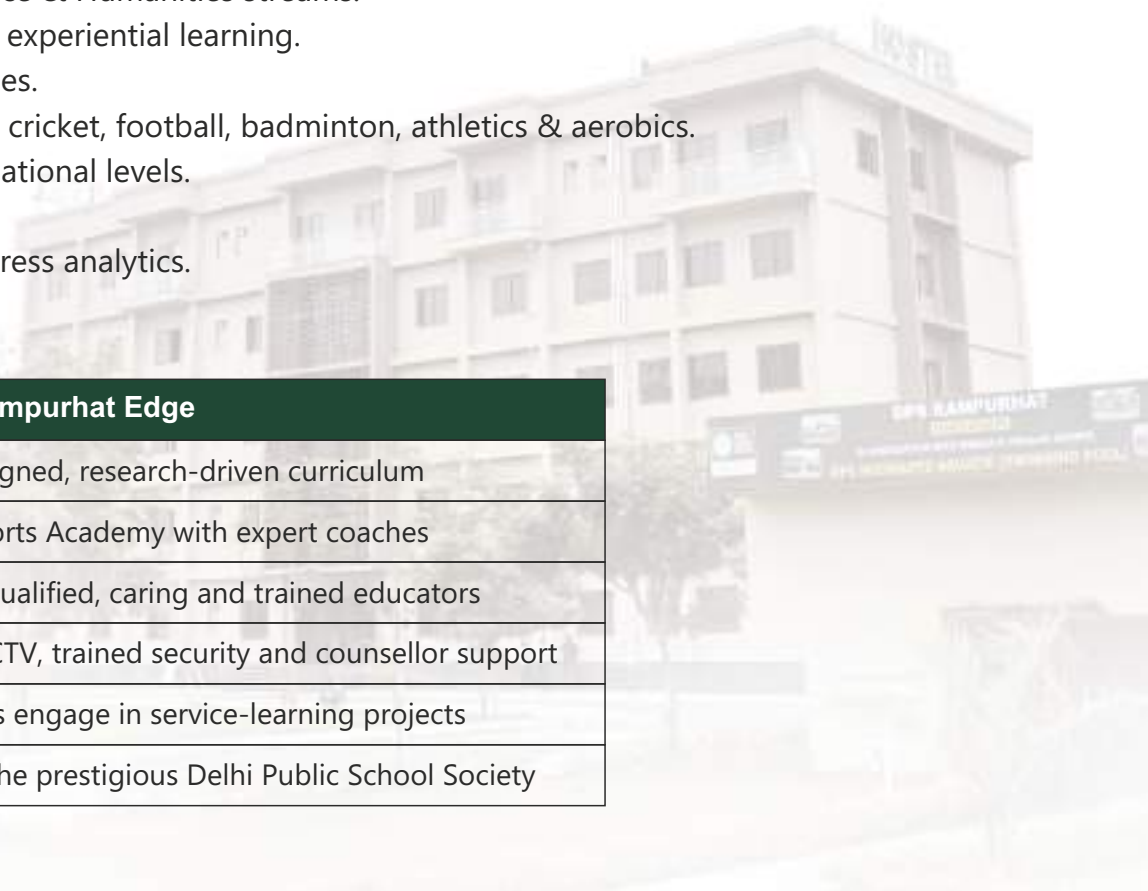 es & Humanities streams.
experiential learning.
es.
cricket, football, badminton, athletics & aerobics.
ational levels.
ress analytics.
mpurhat Edge
gned, research-driven curriculum
orts Academy with expert coaches
ualified, caring and trained educators
CTV, trained security and counsellor support
s engage in service-learning projects
he prestigious Delhi Public School Society
HOSTEL
DPS RAMPURHAT